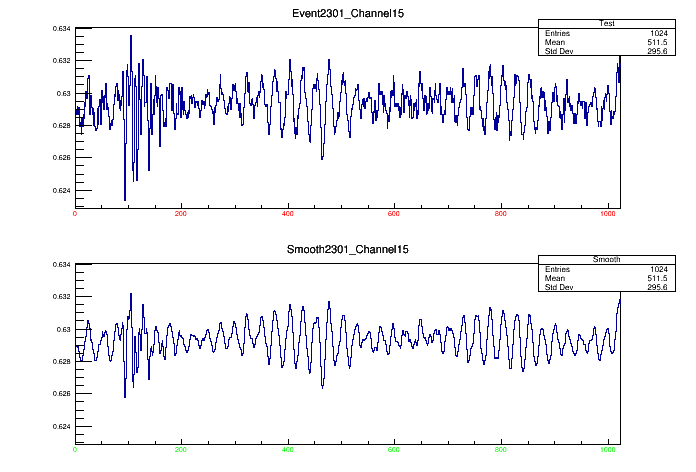 Event2301_Channel15
Test
Entries 1024
Mean 511.5
Std Dev 295.6
0.634
0.632
0.63
0.628
0.626
0.624
0 200 400 600 800 1000
Smooth2301_Channel15
Smooth
Entries 1024
Mean 511.5
Std Dev 295.6
0.634
0.632
0.63
0.628
0.626
0.624
0 200 400 600 800 1000